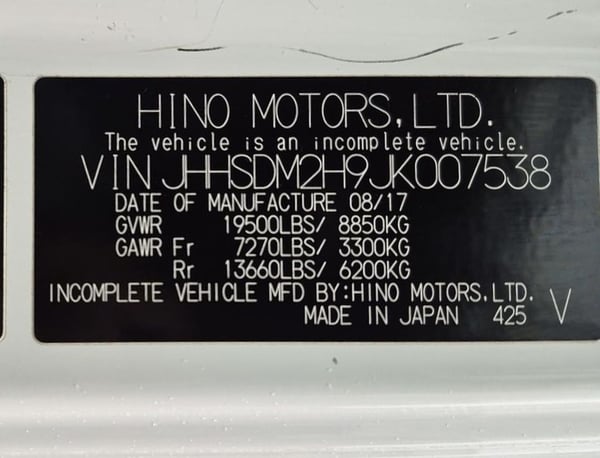 HINO MOTORS, LTD.
The vehicle is an incomplete vehicle.
VIN JHHSDM2H9JK007538
DATE OF MANUFACTURE 08/17
GVWR 19500LBS/ 8850KG
GAWR Fr 7270LBS/ 3300KG
Rr 13660LBS/ 6200KG
INCOMPLETE VEHICLE MFD BY:HINO MOTORS,LTD.
MADE IN JAPAN 425 V